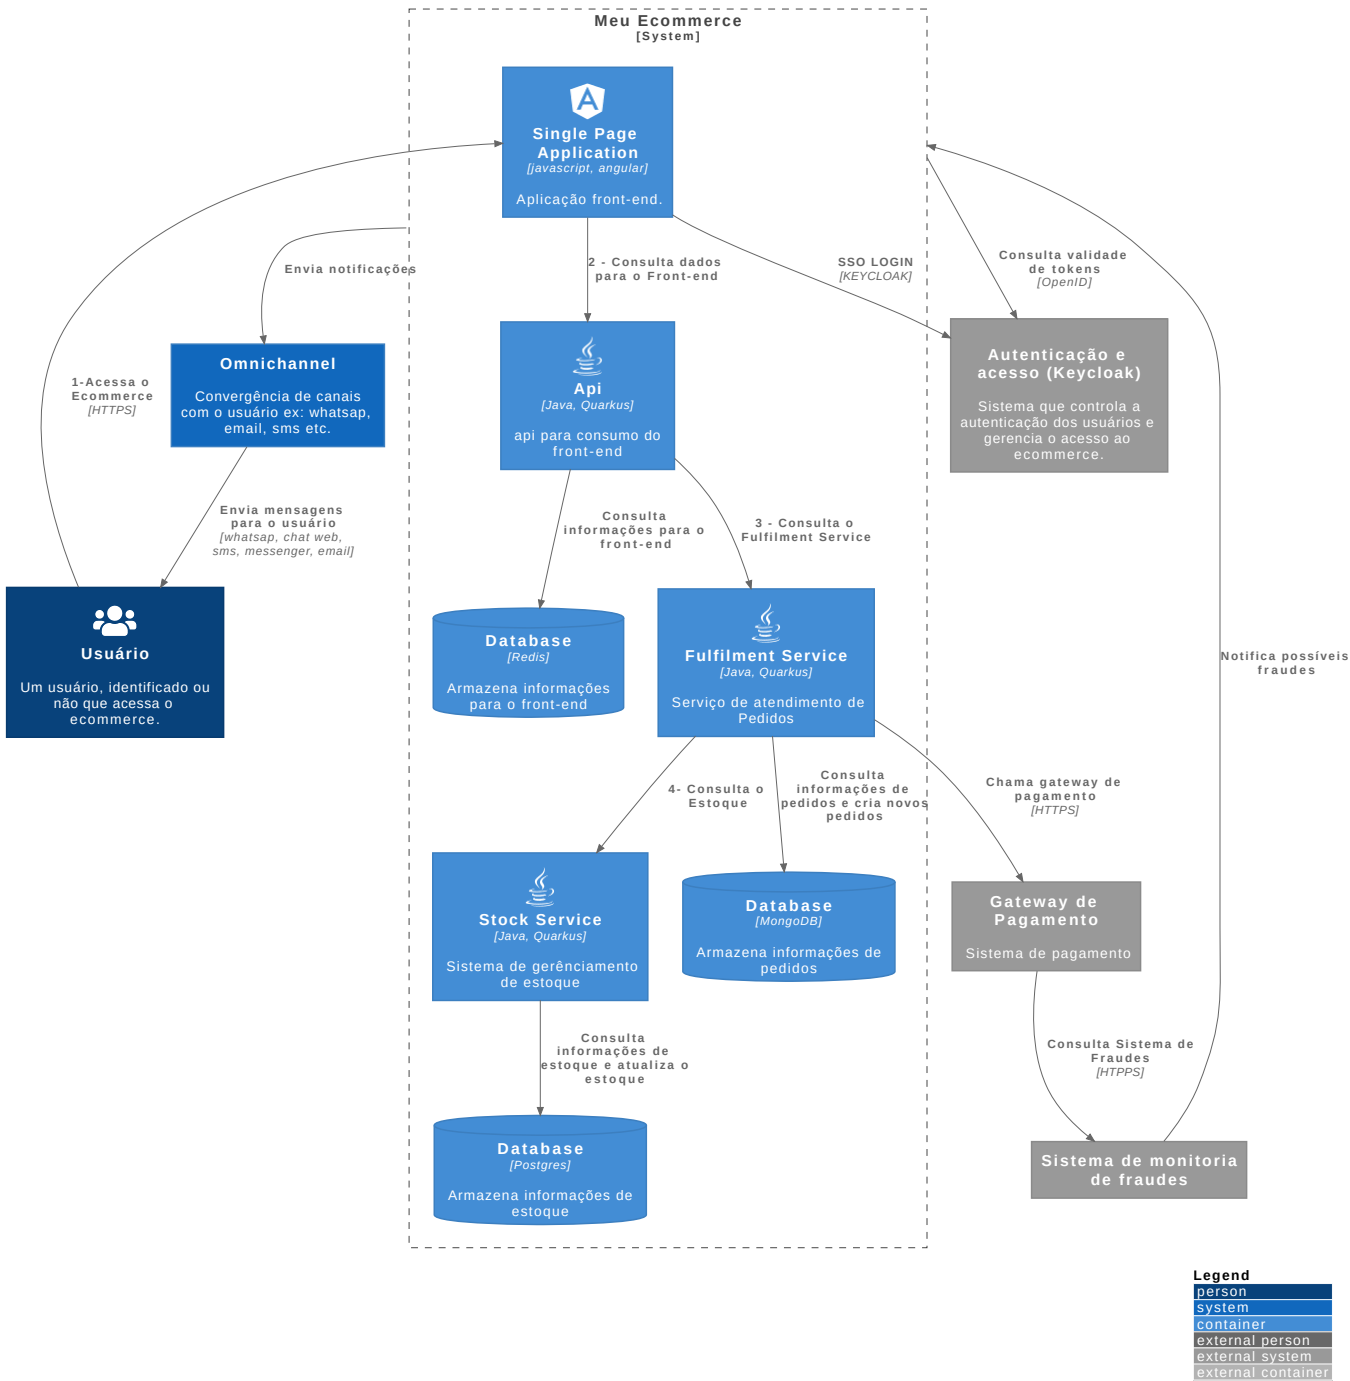 Meu Ecommerce
[System]
Single Page
Application
[javascript, angular]
Aplicação front-end.
Envia notificações
2 - Consulta dados
para o Front-end
SSO LOGIN
[KEYCLOAK]
Consulta validade
de tokens
[OpenID]
1-Acessa o
Ecommerce
[HTTPS]
Omnichannel
Convergência de canais
com o usuário ex: whatsap,
email, sms etc.
Api
[Java, Quarkus]
api para consumo do
front-end
Autenticação e
acesso (Keycloak)
Sistema que controla a
autenticação dos usuários e
gerencia o acesso ao
ecommerce.
Envia mensagens
para o usuário
[whatsap, chat web,
sms, messenger, email]
Consulta
informações para o
front-end
3 - Consulta o
Fulfilment Service
Usuário
Um usuário, identificado ou
não que acessa o
ecommerce.
Database
[Redis]
Armazena informações
para o front-end
Fulfilment Service
[Java, Quarkus]
Serviço de atendimento de
Pedidos
Notifica possíveis
fraudes
4- Consulta o
Estoque
Consulta
informações de
pedidos e cria novos
pedidos
Chama gateway de
pagamento
[HTTPS]
Stock Service
[Java, Quarkus]
Sistema de gerênciamento
de estoque
Database
[MongoDB]
Armazena informações de
pedidos
Gateway de
Pagamento
Sistema de pagamento
Consulta
informações de
estoque e atualiza o
estoque
Consulta Sistema de
Fraudes
[HTPPS]
Database
[Postgres]
Armazena informações de
estoque
Sistema de monitoria
de fraudes
Legend
person
system
container
external person
external system
external container